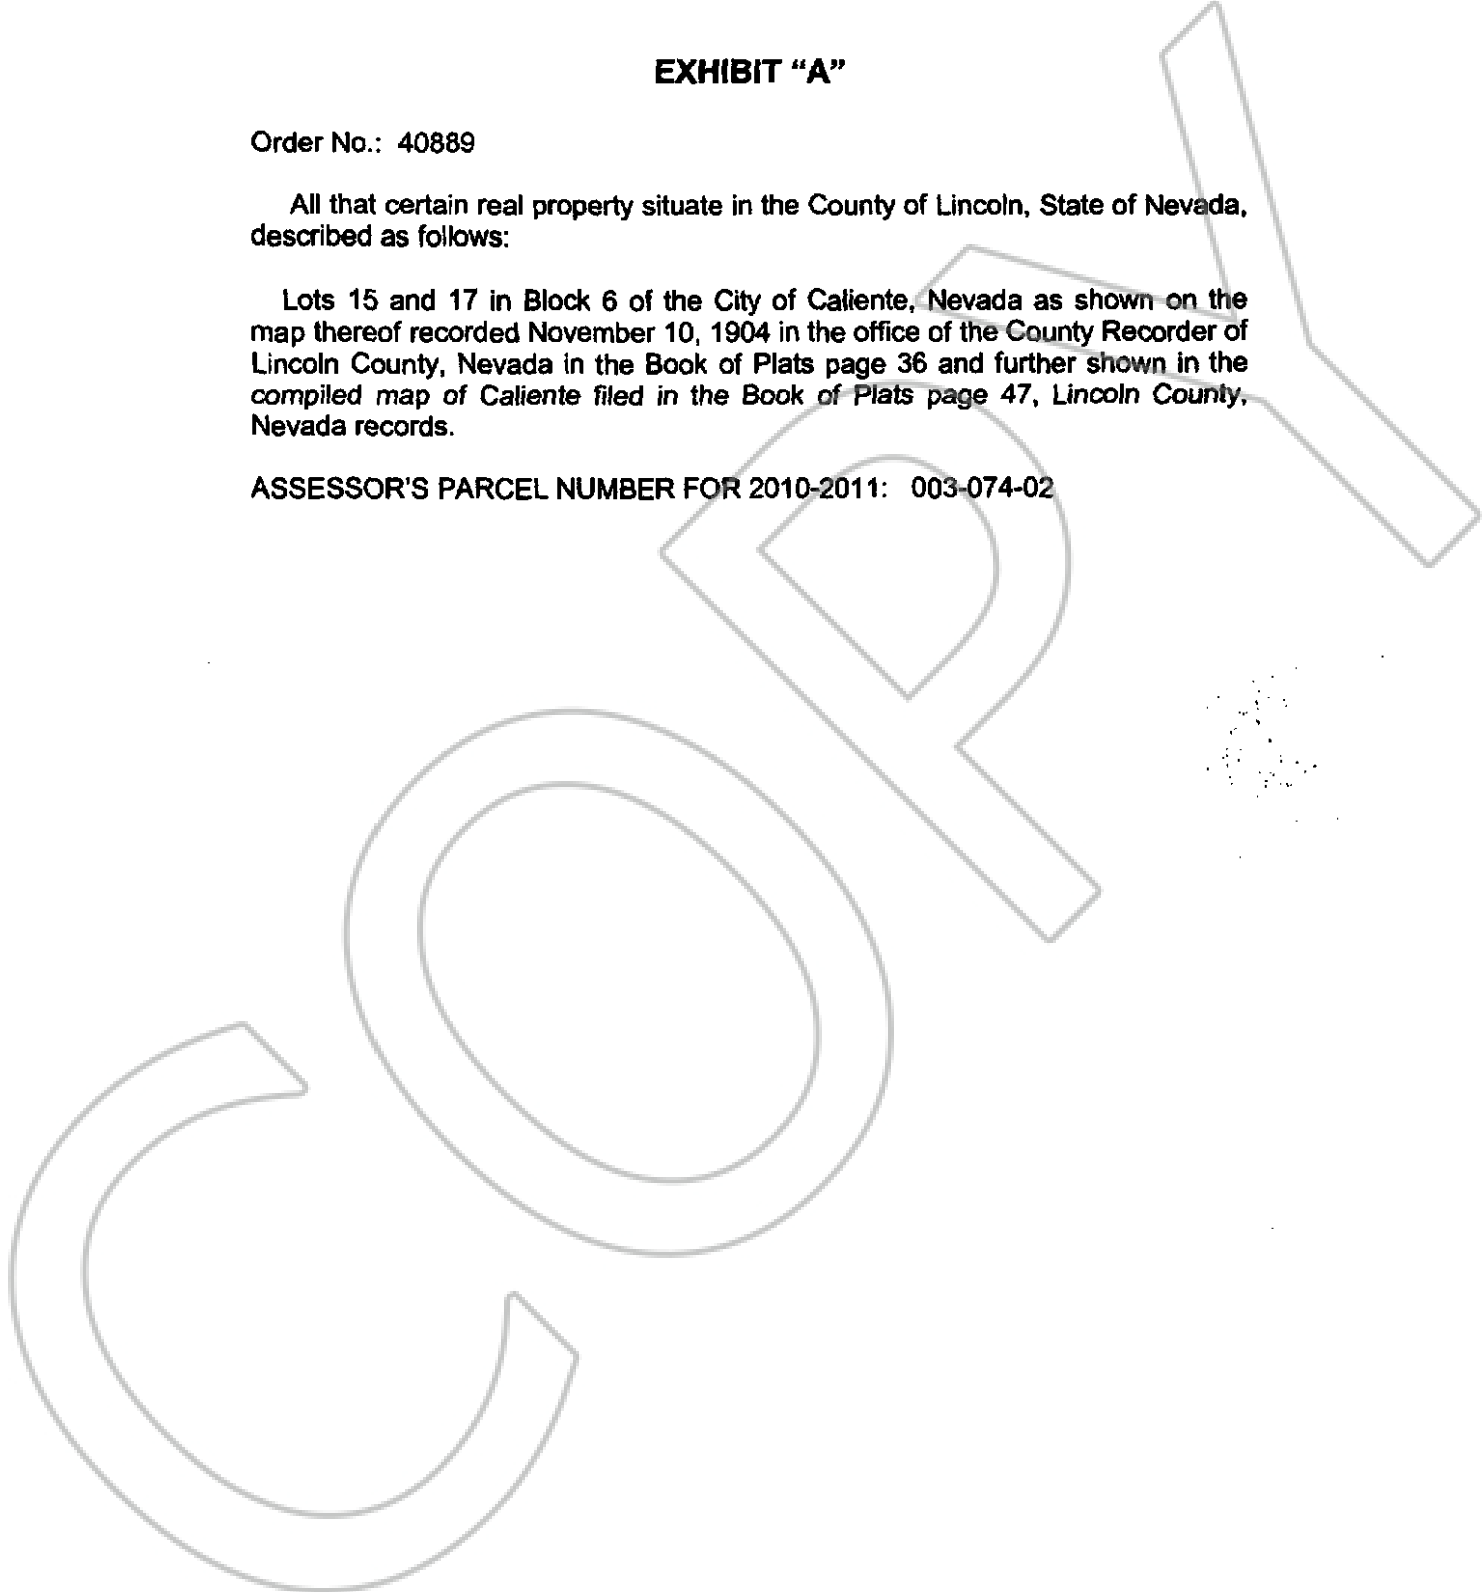 EXHIBIT “A”
Order No.: 40889
All that certain real property situate in the County of Lincoln, State of Nevada,
described as follows:
Lots 15 and 17 in Block 6 of the City of Caliente, Nevada as shown on the
map thereof recorded November 10, 1904 in the office of the County Recorder of
Lincoln County, Nevada in the Book of Plats page 36 and further shown in the
compiled map of Caliente filed in the Book of Plats page 47, Lincoln County,
Nevada records.
ASSESSOR'S PARCEL NUMBER FOR 2010-2011: 003-074-02
COPY